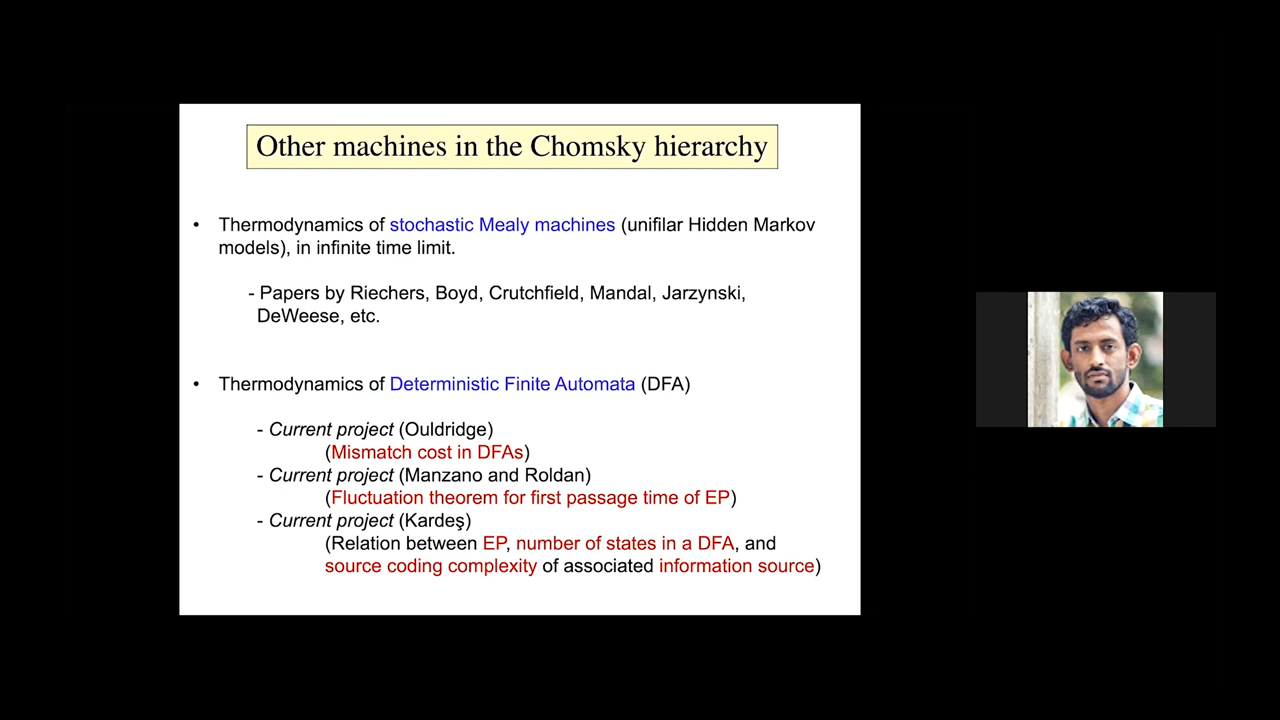 Other machines in the Chomsky hierarchy
• Thermodynamics of stochastic Mealy machines (unifilar Hidden Markov
models), in infinite time limit.
- Papers by Riechers, Boyd, Crutchfield, Mandal, Jarzynski,
DeWeese, etc.
• Thermodynamics of Deterministic Finite Automata (DFA)
- Current project (Ouldridge)
(Mismatch cost in DFAs)
- Current project (Manzano and Roldan)
(Fluctuation theorem for first passage time of EP)
- Current project (Kardeş)
(Relation between EP, number of states in a DFA, and
source coding complexity of associated information source)